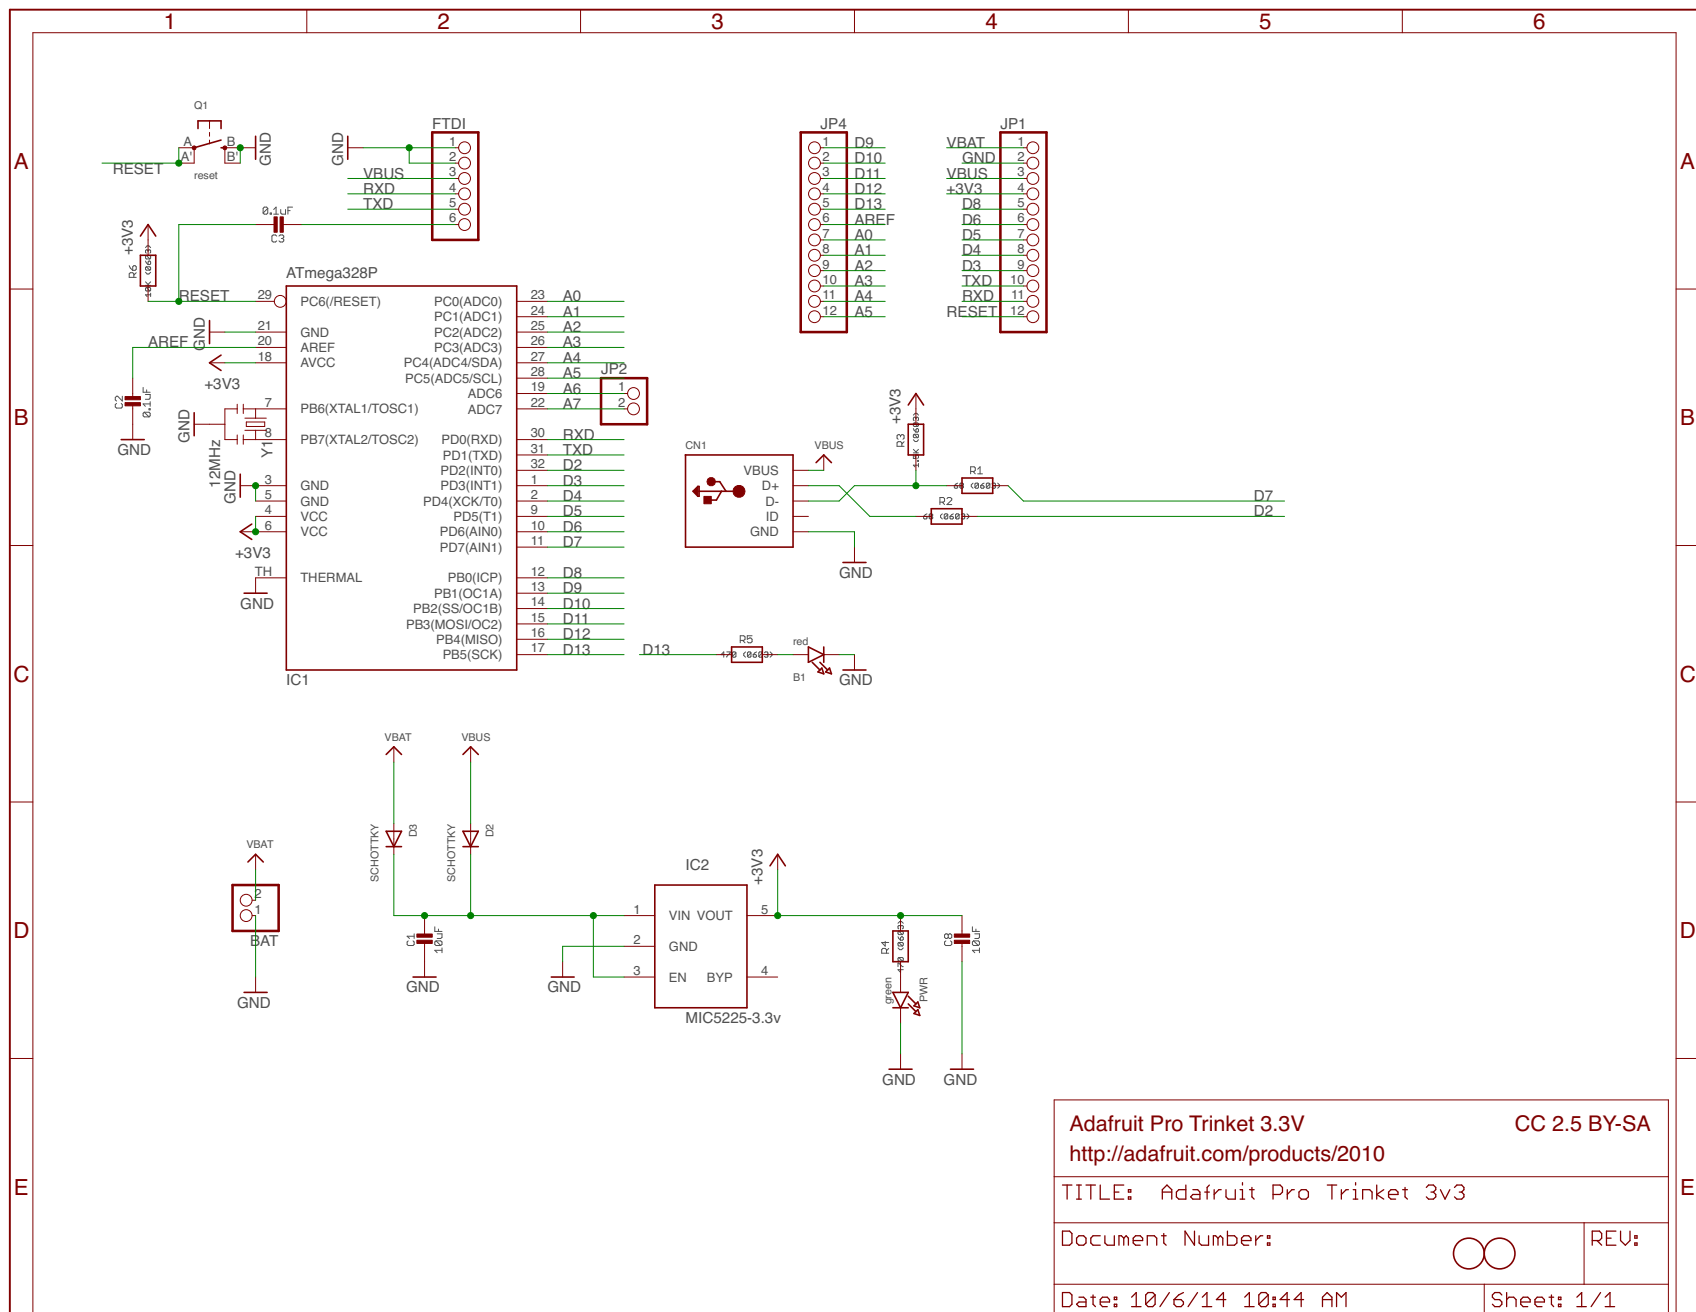 1 2 3 4 5 6
A A
B B
C C
D D
E E
Q1
A B
A' B'
reset
RESET
GND
FTDI
GND
1
2
VBUS 3
RXD 4
TXD 5
6
0.1uF
C3
+3V3
R6
10K (0603)
JP4
1 D9
2 D10
3 D11
4 D12
5 D13
6 AREF
7 A0
8 A1
9 A2
10 A3
11 A4
12 A5
JP1
VBAT 1
GND 2
VBUS 3
+3V3 4
D8 5
D6 6
D5 7
D4 8
D3 9
TXD 10
RXD 11
RESET 12
ATmega328P
RESET 29 PC6(/RESET)
GND 21 GND
AREF 20 AREF
18 AVCC
+3V3
C2
0.1uF
GND
GND
7 PB6(XTAL1/TOSC1)
8 PB7(XTAL2/TOSC2)
12MHz
Y1
GND
3 GND
5 GND
4 VCC
6 VCC
+3V3
TH THERMAL
GND
PC0(ADC0) 23 A0
PC1(ADC1) 24 A1
PC2(ADC2) 25 A2
PC3(ADC3) 26 A3
PC4(ADC4/SDA) 27 A4
PC5(ADC5/SCL) 28 A5
ADC6 19 A6
ADC7 22 A7
JP2
1
2
PD0(RXD) 30 RXD
PD1(TXD) 31 TXD
PD2(INT0) 32 D2
PD3(INT1) 1 D3
PD4(XCK/T0) 2 D4
PD5(T1) 9 D5
PD6(AIN0) 10 D6
PD7(AIN1) 11 D7
PB0(ICP) 12 D8
PB1(OC1A) 13 D9
PB2(SS/OC1B) 14 D10
PB3(MOSI/OC2) 15 D11
PB4(MISO) 16 D12
PB5(SCK) 17 D13
IC1
CN1
VBUS
VBUS
D+
D-
ID
GND
GND
+3V3
R3
1.5K (0603)
R1
68 (0603)
R2
68 (0603)
D7
D2
D13
R5
470 (0603)
red
B1
GND
VBAT
VBUS
SCHOTTKY
D3
SCHOTTKY
D2
VBAT
2
1
BAT
GND
C1
10uF
GND
GND
IC2
1 VIN VOUT 5
2 GND
3 EN BYP 4
MIC5225-3.3v
+3V3
R4
470 (0603)
green
PWR
GND
C8
10uF
GND
Adafruit Pro Trinket 3.3V CC 2.5 BY-SA
http://adafruit.com/products/2010
TITLE: Adafruit Pro Trinket 3v3
Document Number:
REV:
Date: 10/6/14 10:44 AM
Sheet: 1/1